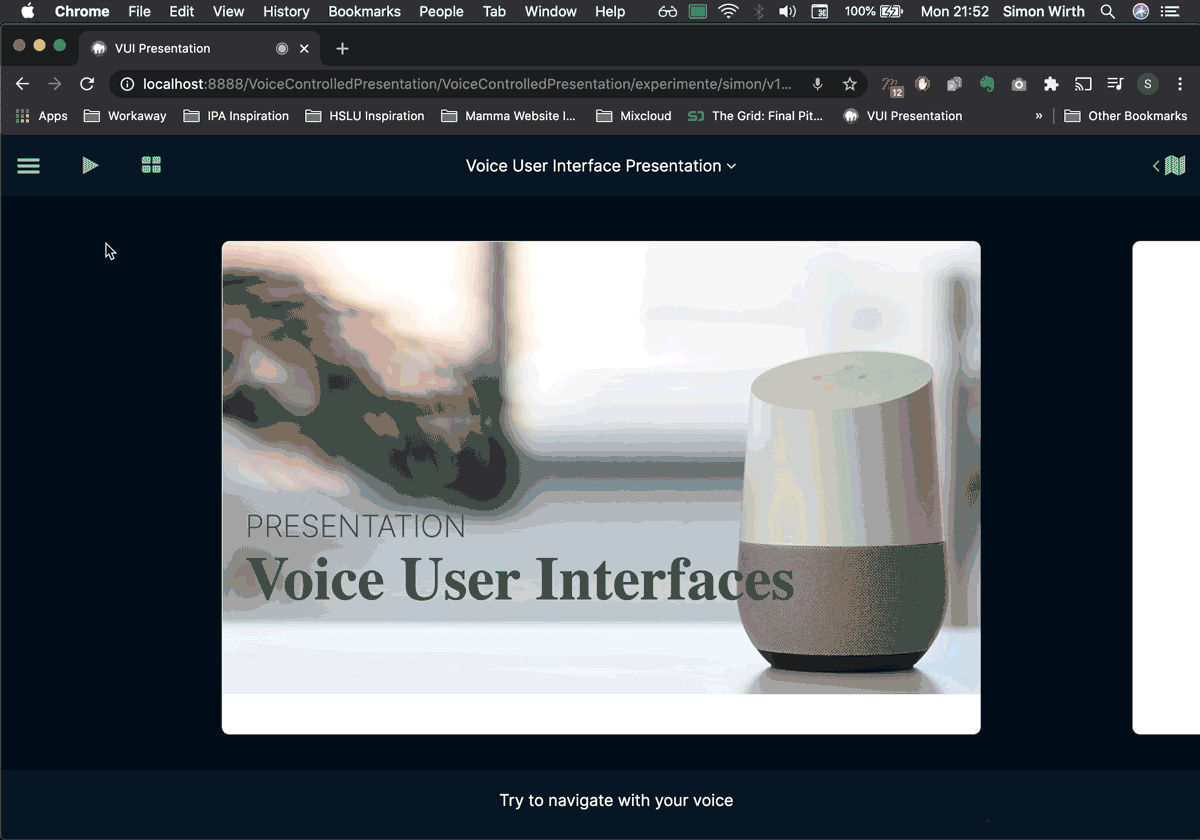 Chrome File Edit View History Bookmarks People Tab Window Help 100% Mon 21:52 Simon Wirth
VUI Presentation
localhost:8888/VoiceControlledPresentation/VoiceControlledPresentation/experimente/simon/v1...
12
S
Apps Workaway IPA Inspiration HSLU Inspiration Mamma Website I... Mixcloud SJ The Grid: Final Pit... VUI Presentation » Other Bookmarks
Voice User Interface Presentation
PRESENTATION
Voice User Interfaces
Try to navigate with your voice